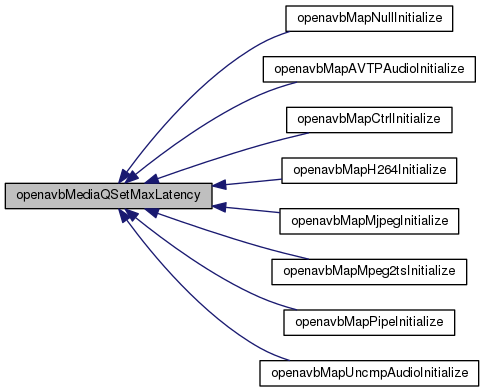 openavbMapNullInitialize
openavbMapAVTPAudioInitialize
openavbMapCtrlInitialize
openavbMapH264Initialize
openavbMediaQSetMaxLatency
openavbMapMjpegInitialize
openavbMapMpeg2tsInitialize
openavbMapPipeInitialize
openavbMapUncmpAudioInitialize